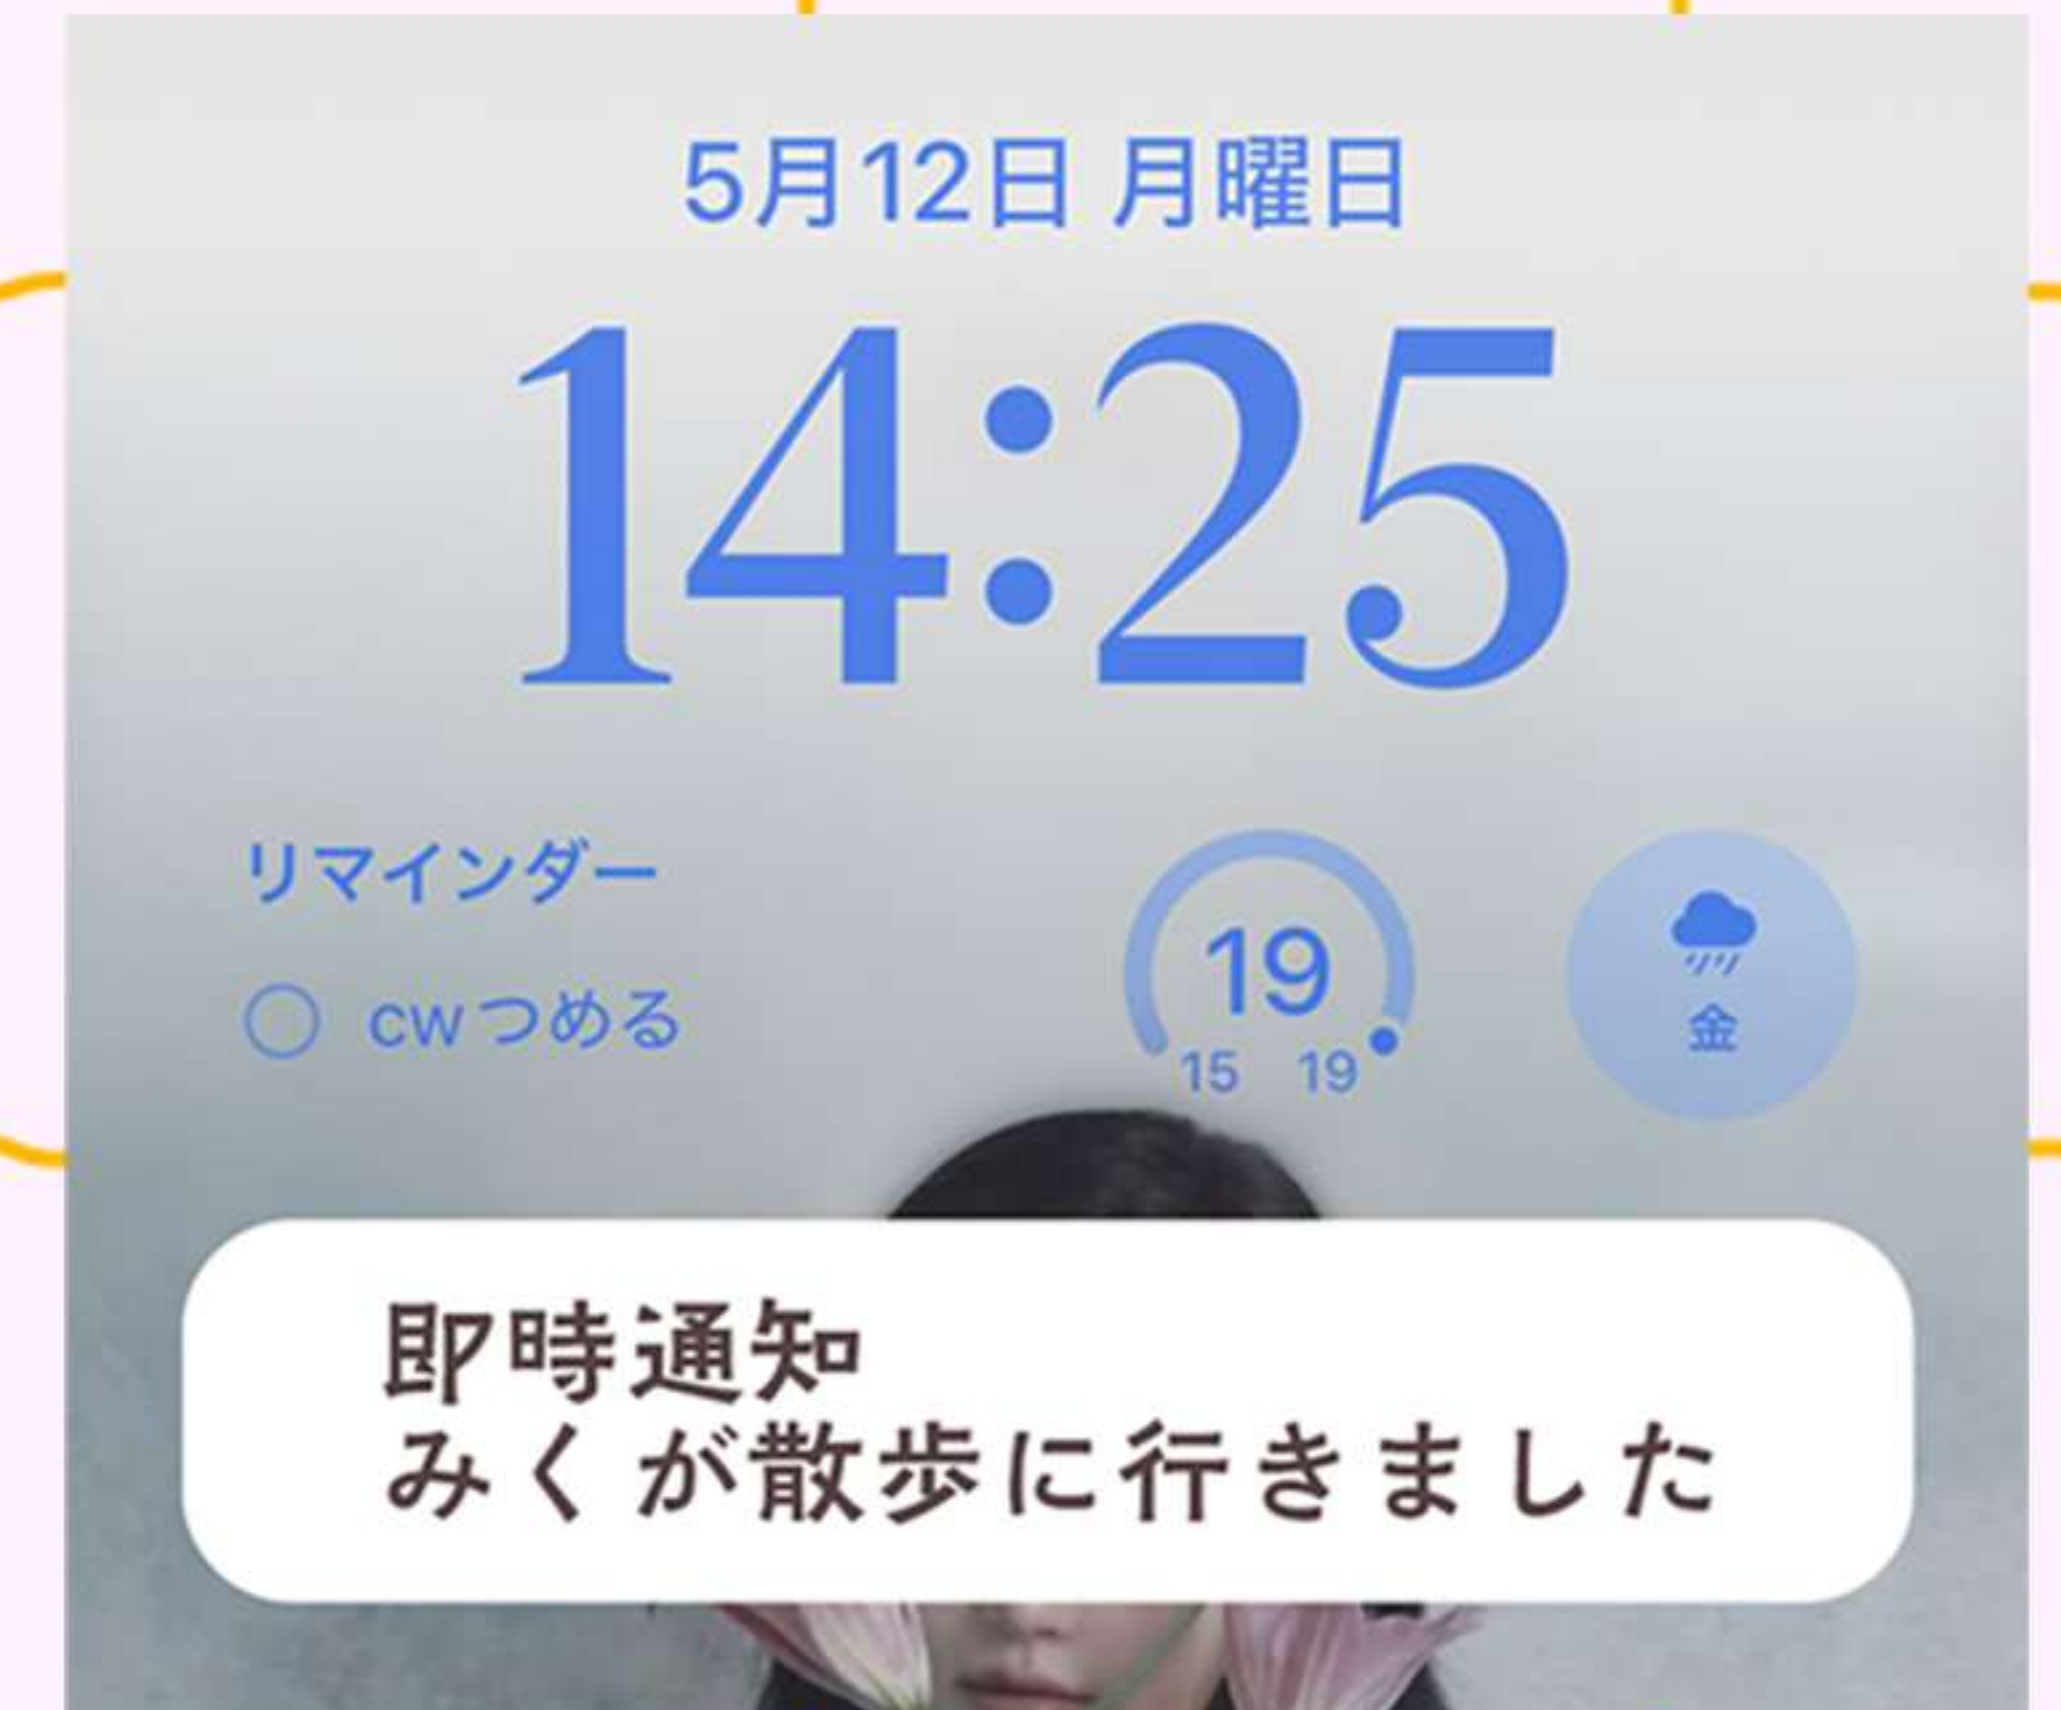 5月12日 月曜日
14:25
リマインダー
cwつめる
19
15 19
金
即時通知
みくが散歩に行きました